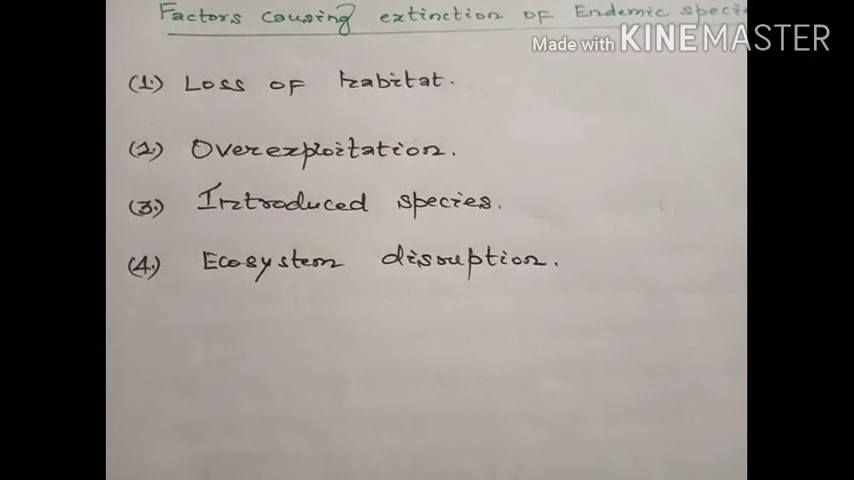 Factors causing extinction of Endemic speci
Made with KINEMASTER
(1.) Loss of habitat.
(2.) Overexploitation.
(3.) Introduced species.
(4.) Ecosystem disruption.